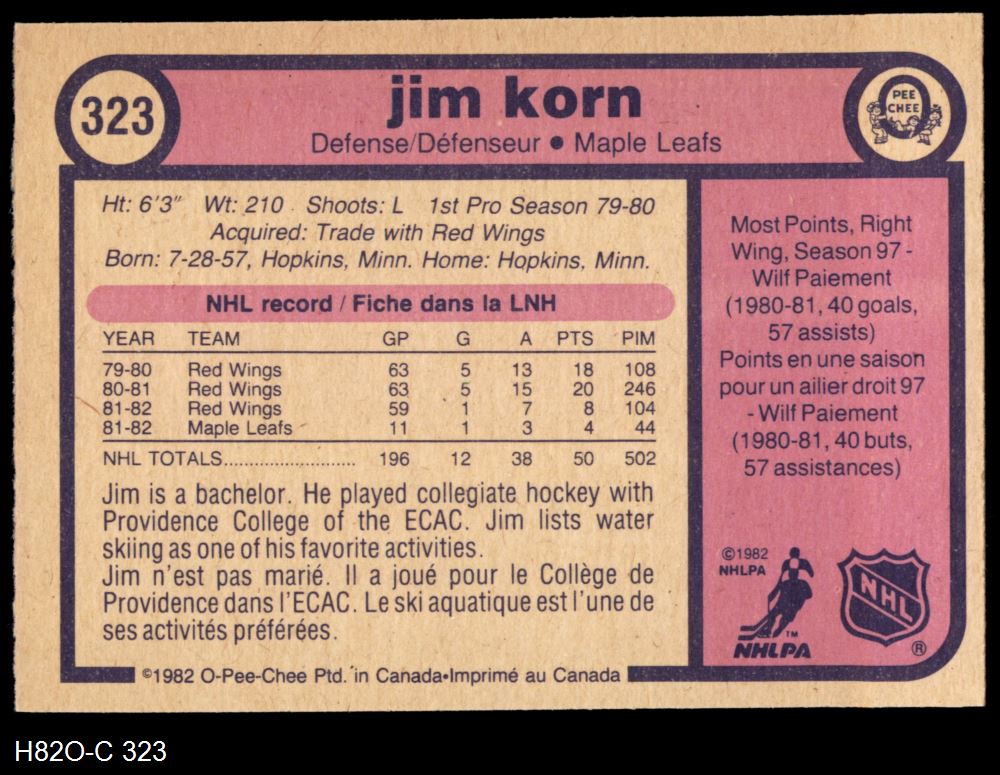 323
jim korn
Defense/Défenseur • Maple Leafs
PEE
CHEE
Ht: 6'3" Wt: 210 Shoots: L 1st Pro Season 79-80
Acquired: Trade with Red Wings
Born: 7-28-57, Hopkins, Minn. Home: Hopkins, Minn.
NHL record / Fiche dans la LNH
YEAR TEAM GP G A PTS PIM
79-80 Red Wings 63 5 13 18 108
80-81 Red Wings 63 5 15 20 246
81-82 Red Wings 59 1 7 8 104
81-82 Maple Leafs 11 1 3 4 44
NHL TOTALS............................ 196 12 38 50 502
Jim is a bachelor. He played collegiate hockey with
Providence College of the ECAC. Jim lists water
skiing as one of his favorite activities.
Jim n'est pas marié. Il a joué pour le Collège de
Providence dans l'ECAC. Le ski aquatique est l'une de
ses activités préférées.
Most Points, Right
Wing, Season 97 -
Wilf Paiement
(1980-81, 40 goals,
57 assists)
Points en une saison
pour un ailier droit 97
- Wilf Paiement
(1980-81, 40 buts,
57 assistances)
©1982
NHLPA
TM
NHLPA
NHL
®
©1982 O-Pee-Chee Ptd. in Canada•Imprimé au Canada
H82O-C 323